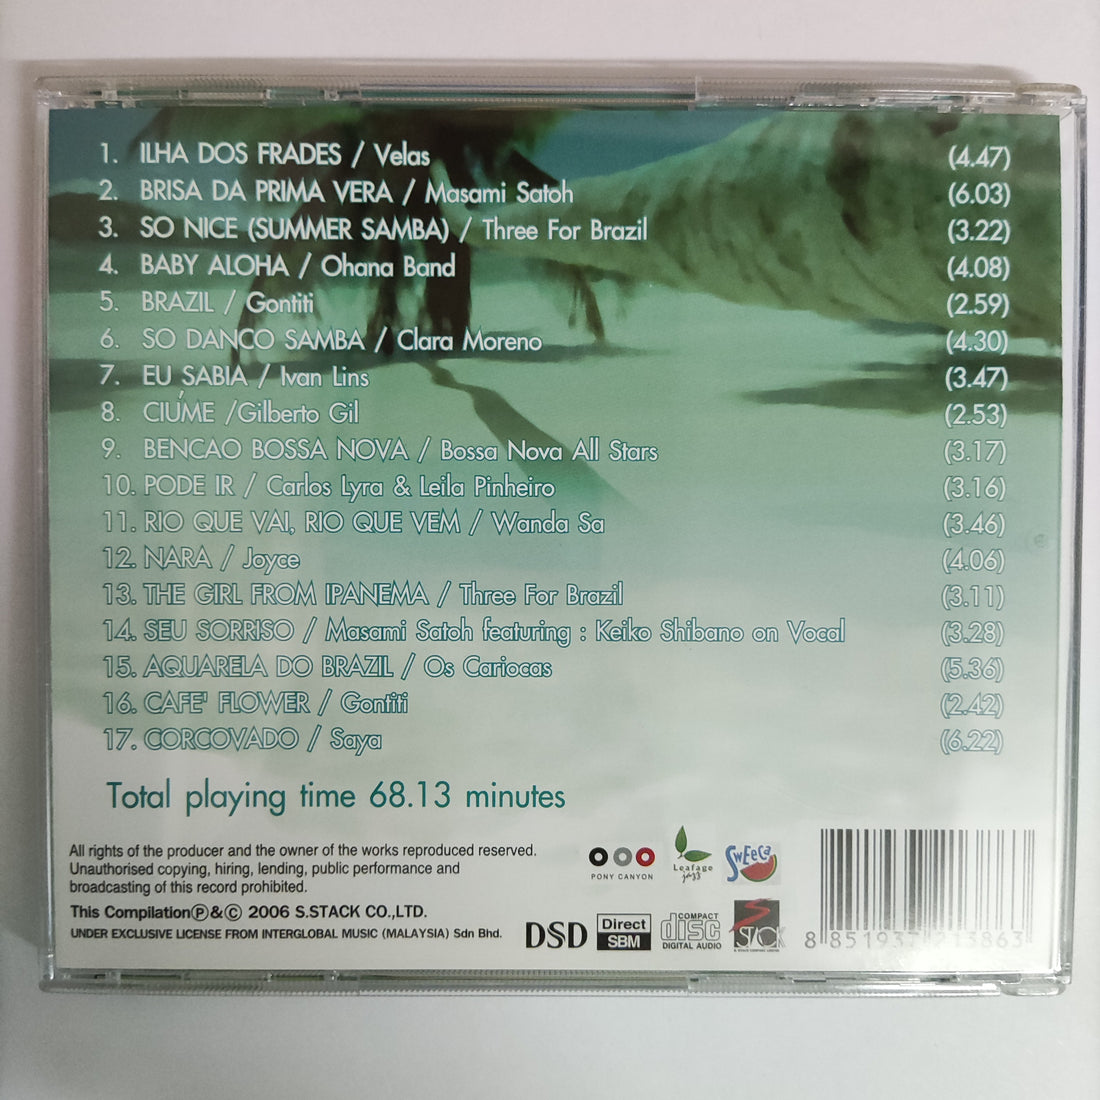 1. ILHA DOS FRADES / Velas (4.47)
2. BRISA DA PRIMA VERA / Masami Satoh (6.03)
3. SO NICE (SUMMER SAMBA) / Three For Brazil (3.22)
4. BABY ALOHA / Ohana Band (4.08)
5. BRAZIL / Gontiti (2.59)
6. SO DANCO SAMBA / Clara Moreno (4.30)
7. EU SABIA / Ivan Lins (3.47)
8. CIÚME /Gilberto Gil (2.53)
9. BENCAO BOSSA NOVA / Bossa Nova All Stars (3.17)
10. PODE IR / Carlos Lyra & Leila Pinheiro (3.16)
11. RIO QUE VAI, RIO QUE VEM / Wanda Sa (3.46)
12. NARA / Joyce (4.06)
13. THE GIRL FROM IPANEMA / Three For Brazil (3.11)
14. SEU SORRISO / Masami Satoh featuring : Keiko Shibano on Vocal (3.28)
15. AQUARELA DO BRAZIL / Os Cariocas (5.36)
16. CAFE' FLOWER / Gontiti (2.42)
17. CORCOVADO / Saya (6.22)
Total playing time 68.13 minutes
All rights of the producer and the owner of the works reproduced reserved.
Unauthorised copying, hiring, lending, public performance and
broadcasting of this record prohibited.
This Compilation℗&© 2006 S.STACK CO.,LTD.
UNDER EXCLUSIVE LICENSE FROM INTERGLOBAL MUSIC (MALAYSIA) Sdn Bhd.
PONY CANYON
Leafage
jazz
SWEECA
DSD
Direct
SBM
COMPACT
disc
DIGITAL AUDIO
STACK